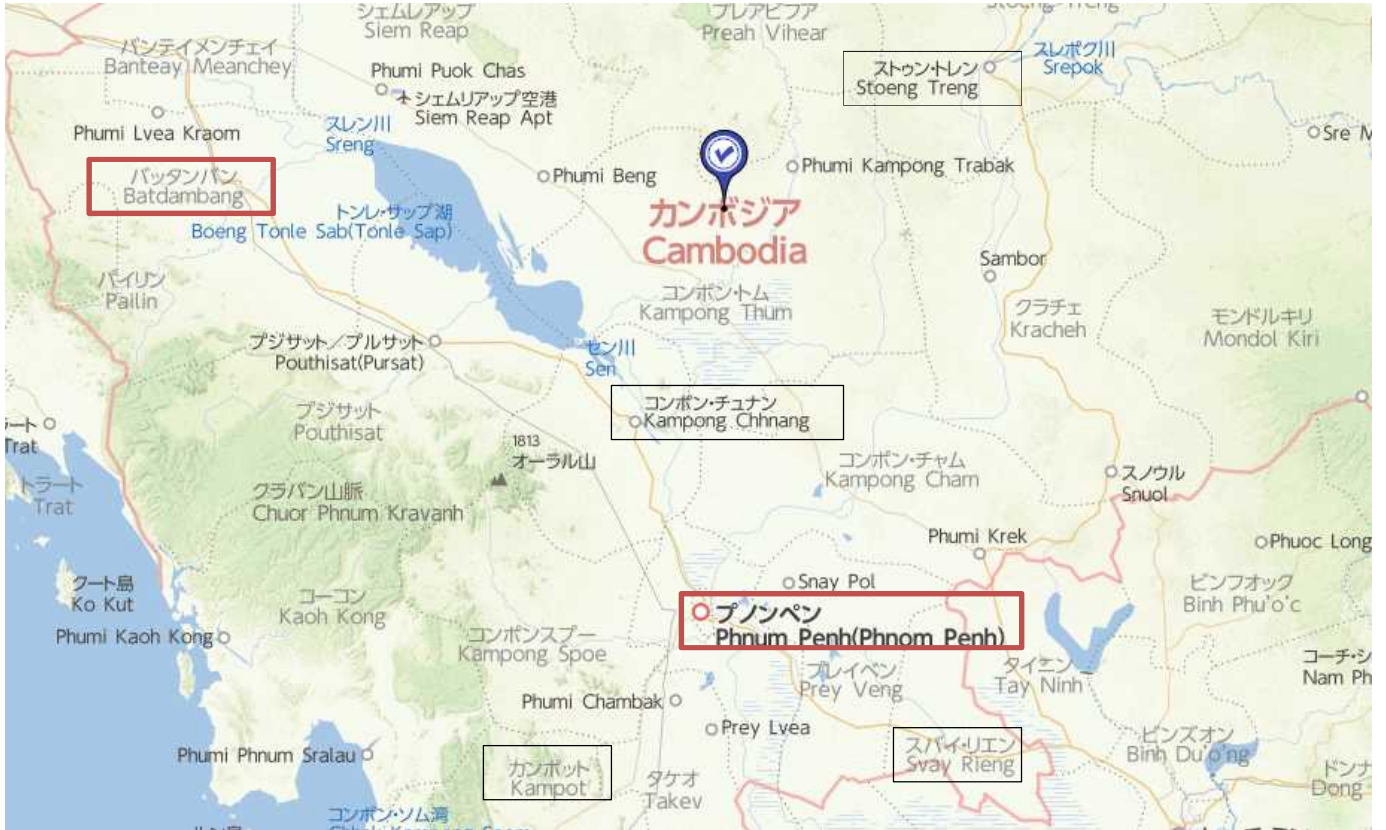 シェムレアップ
Siem Reap
プレアビフア
Preah Vihear
Stoeng Treng
バンテイメンチェイ
Banteay Meanchey
Phumi Puok Chas
シェムリアップ空港
Siem Reap Apt
ストゥン・トレン
Stoeng Treng
スレポク川
Srepok
Phumi Lvea Kraom
スレン川
Sreng
Sre
バッタンバン
Batdambang
Phumi Beng
Phumi Kampong Trabak
トンレ・サップ湖
Boeng Tonle Sab(Tonle Sap)
カンボジア
Cambodia
Sambor
パイリン
Pailin
コンポン・トム
Kampong Thum
クラチェ
Kracheh
モンドルキリ
Mondol Kiri
プジサット／プルサット
Pouthisat(Pursat)
セン川
Sen
コンポン・チュナン
Kampong Chhnang
プジサット
Pouthisat
ート
Trat
1813
オーラル山
トラート
Trat
クラバン山脈
Chuor Phnum Kravanh
コンポン・チャム
Kampong Cham
スノウル
Snuol
Phumi Krek
Phuoc Long
クート島
Ko Kut
コーコン
Kaoh Kong
Snay Pol
ビンフオック
Binh Phu'o'c
プノンペン
Phnum Penh(Phnom Penh)
Phumi Kaoh Kong
コンポンスプー
Kampong Spoe
プレイベン
Prey Veng
タイニン
Tay Ninh
コーチ・シ
Nam Ph
Phumi Chambak
Prey Lvea
Phumi Phnum Sralau
カンポット
Kampot
タケオ
Takev
スバイ・リエン
Svay Rieng
ビンズオン
Binh Du'o'ng
ドンナ
Dong
コンポン・ソム湾